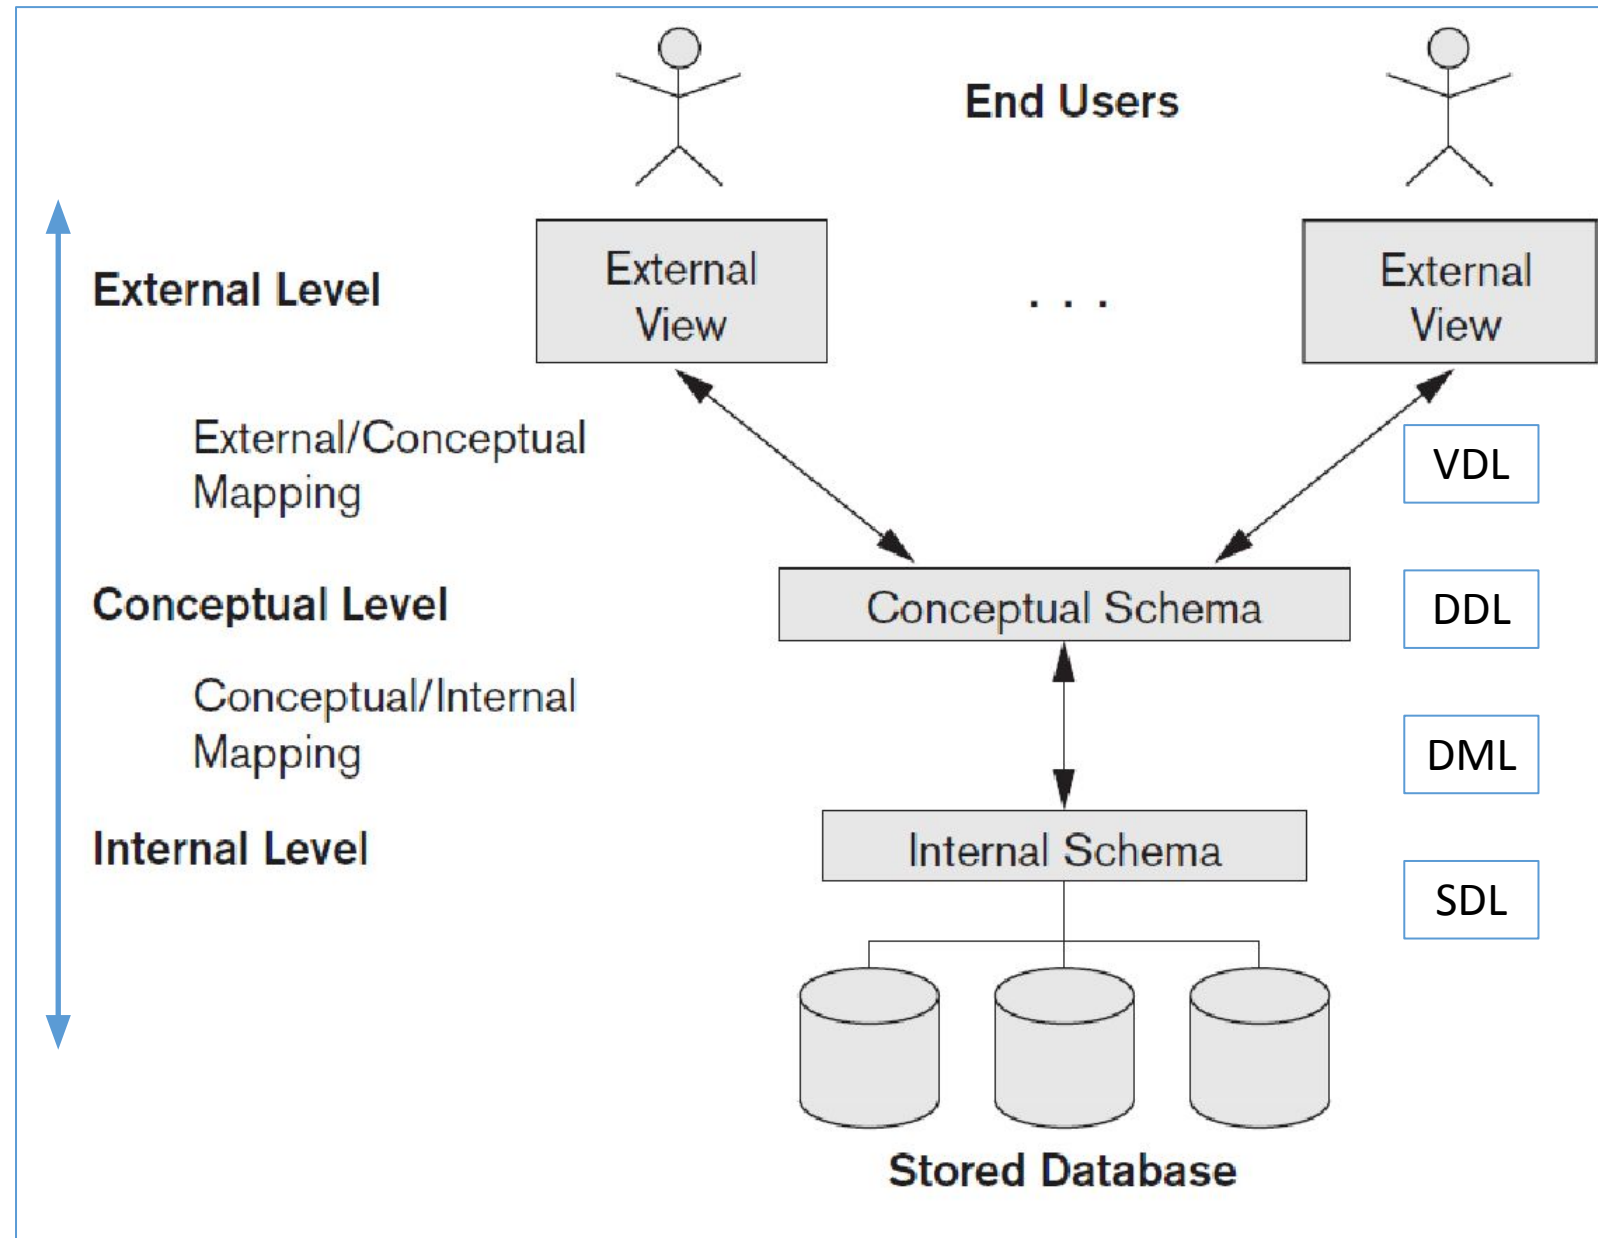 End Users
External Level
External
View
. . .
External
View
External/Conceptual
Mapping
VDL
Conceptual Level
Conceptual Schema
DDL
Conceptual/Internal
Mapping
DML
Internal Level
Internal Schema
SDL
Stored Database